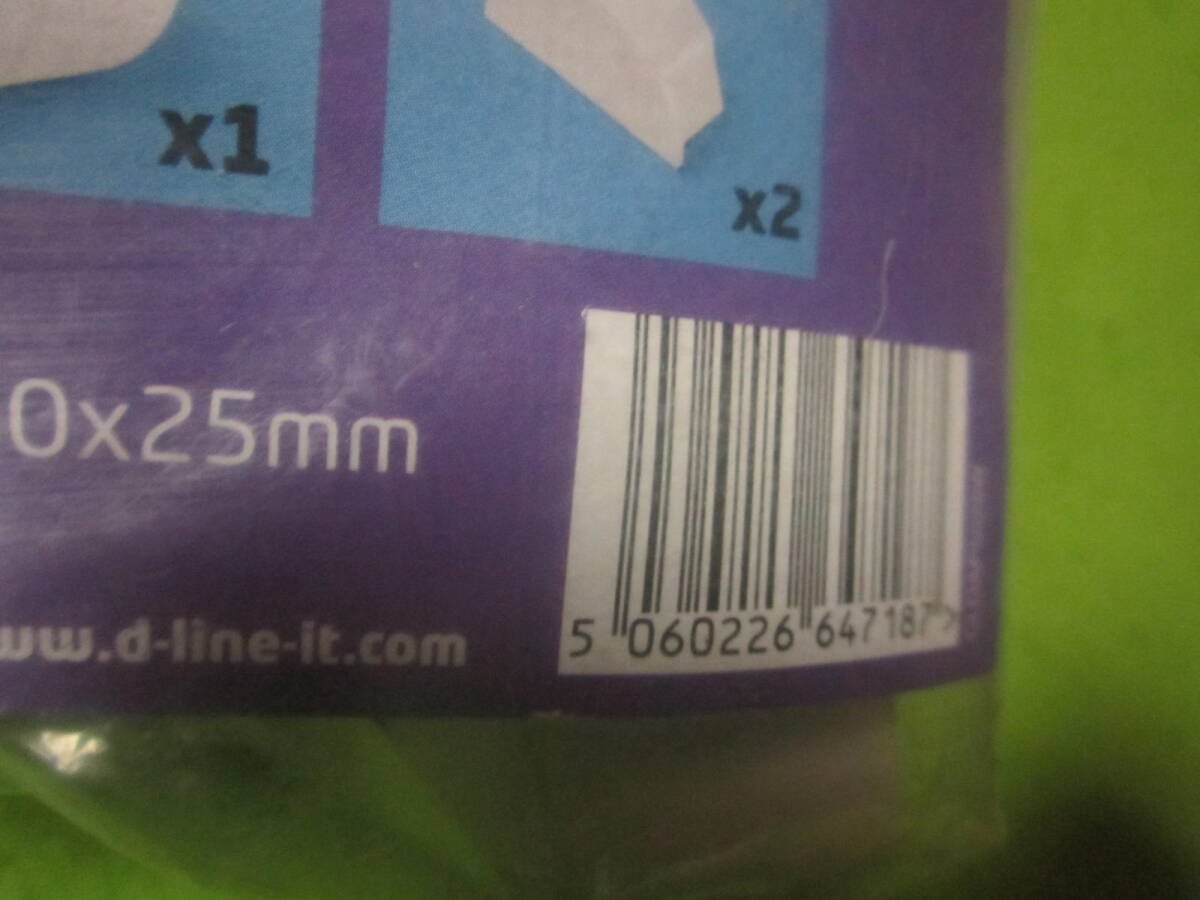 x1
x2
0x25mm
www.d-line-it.com
5 060226 647187 >